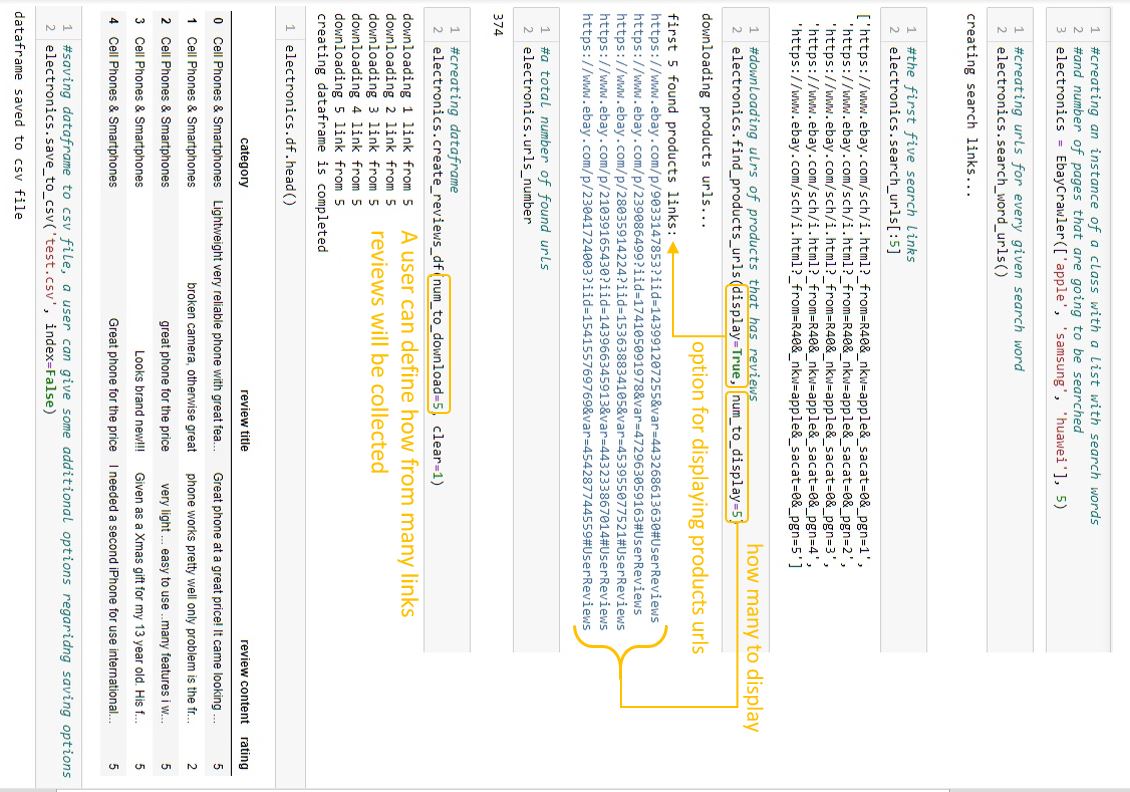 1 #creating an instance of a class with a list with search words
2 #and number of pages that are going to be searched
3 electronics = EbayCrawler(['apple', 'samsung', 'huawei'], 5)
1 #creating urls for every given search word
2 electronics.search_word_urls()
creating search links...
1 #the first five search links
2 electronics.search_urls[:5]
['https://www.ebay.com/sch/i.html?_from=R40&_nkw=apple&_sacat=0&_pgn=1',
'https://www.ebay.com/sch/i.html?_from=R40&_nkw=apple&_sacat=0&_pgn=2',
'https://www.ebay.com/sch/i.html?_from=R40&_nkw=apple&_sacat=0&_pgn=3',
'https://www.ebay.com/sch/i.html?_from=R40&_nkw=apple&_sacat=0&_pgn=4',
'https://www.ebay.com/sch/i.html?_from=R40&_nkw=apple&_sacat=0&_pgn=5']
1 #downloading ulrs of products that has reviews
how many to display
2 electronics.find_products_urls(display=True, num_to_display=5)
downloading products urls...
option for displaying products urls
first 5 found products links:
https://www.ebay.com/p/9033147853?iid=143991207255&var=443268613630#UserReviews
https://www.ebay.com/p/239086499?iid=174105091978&var=472963059163#UserReviews
https://www.ebay.com/p/28035914224?iid=153638834105&var=453955077521#UserReviews
https://www.ebay.com/p/21039165430?iid=143966345913&var=443233867014#UserReviews
https://www.ebay.com/p/23041724003?iid=154155769769&var=454287744559#UserReviews
1 #a total number of found urls
2 electronics.urls_number
374
1 #creating dataframe
2 electronics.create_reviews_df(num_to_download=5, clear=1)
downloading 1 link from 5
downloading 2 link from 5
downloading 3 link from 5
downloading 4 link from 5
downloading 5 link from 5
creating dataframe is completed
A user can define how from many links
reviews will be collected
1 electronics.df.head()
category review title review content rating
0 Cell Phones & Smartphones Lightweight very reliable phone with great fea... Great phone at a great price! It came looking ... 5
1 Cell Phones & Smartphones broken camera, otherwise great phone works pretty well only problem is the fr... 2
2 Cell Phones & Smartphones great phone for the price very light ... easy to use ..many features i w... 5
3 Cell Phones & Smartphones Looks brand new!!! Given as a Xmas gift for my 13 year old. His f... 5
4 Cell Phones & Smartphones Great phone for the price I needed a second iPhone for use international... 5
1 #saving dataframe to csv file, a user can give some additional options regaridng saving options
2 electronics.save_to_csv('test.csv', index=False)
dataframe saved to csv file